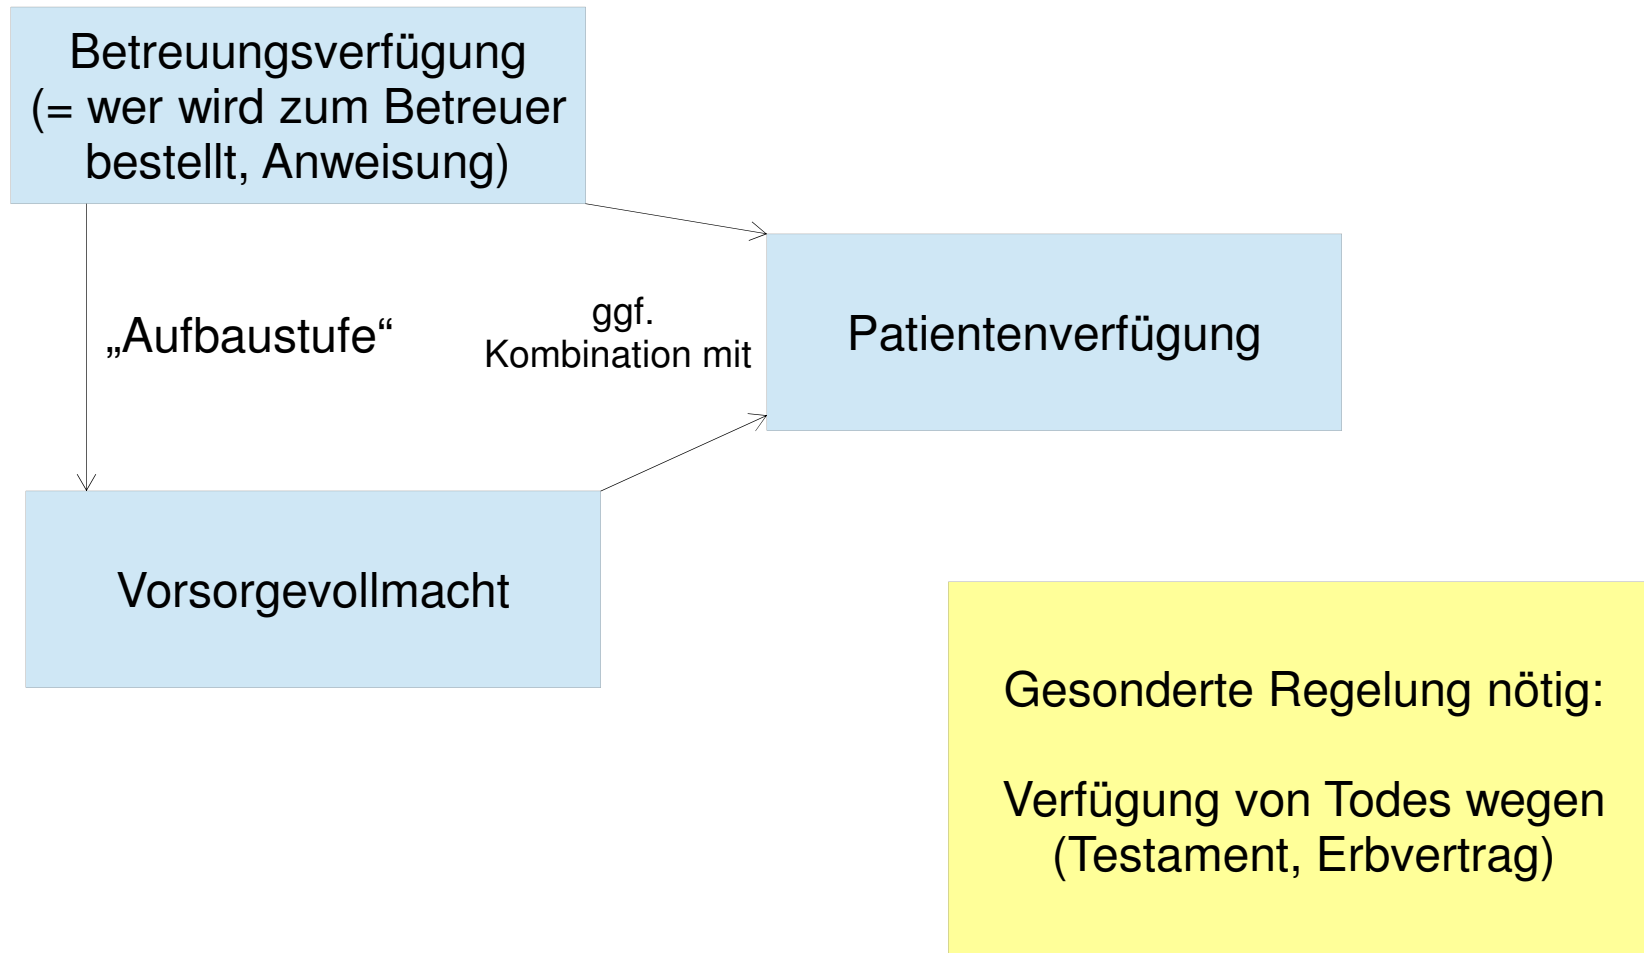 Betreuungsverfügung
(= wer wird zum Betreuer
bestellt, Anweisung)
„Aufbaustufe“
ggf.
Kombination mit
Patientenverfügung
Vorsorgevollmacht
Gesonderte Regelung nötig:
Verfügung von Todes wegen
(Testament, Erbvertrag)